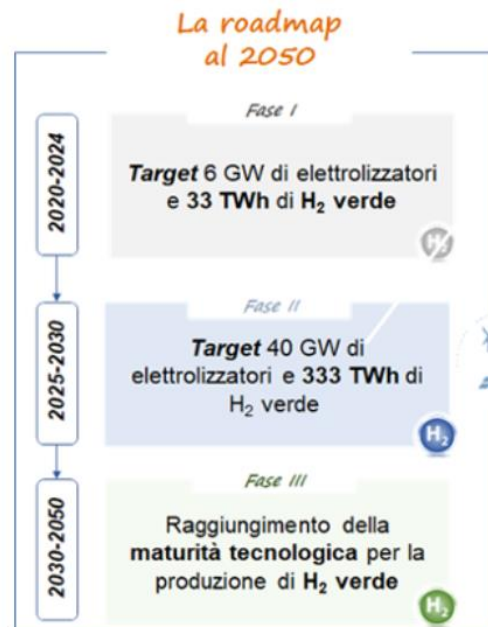 La roadmap
al 2050
2020-2024
Fase I
Target 6 GW di elettrolizzatori
e 33 TWh di H₂ verde
H₂
2025-2030
Fase II
Target 40 GW di
elettrolizzatori e 333 TWh di
H₂ verde
H₂
2030-2050
Fase III
Raggiungimento della
maturità tecnologica per la
produzione di H₂ verde
H₂